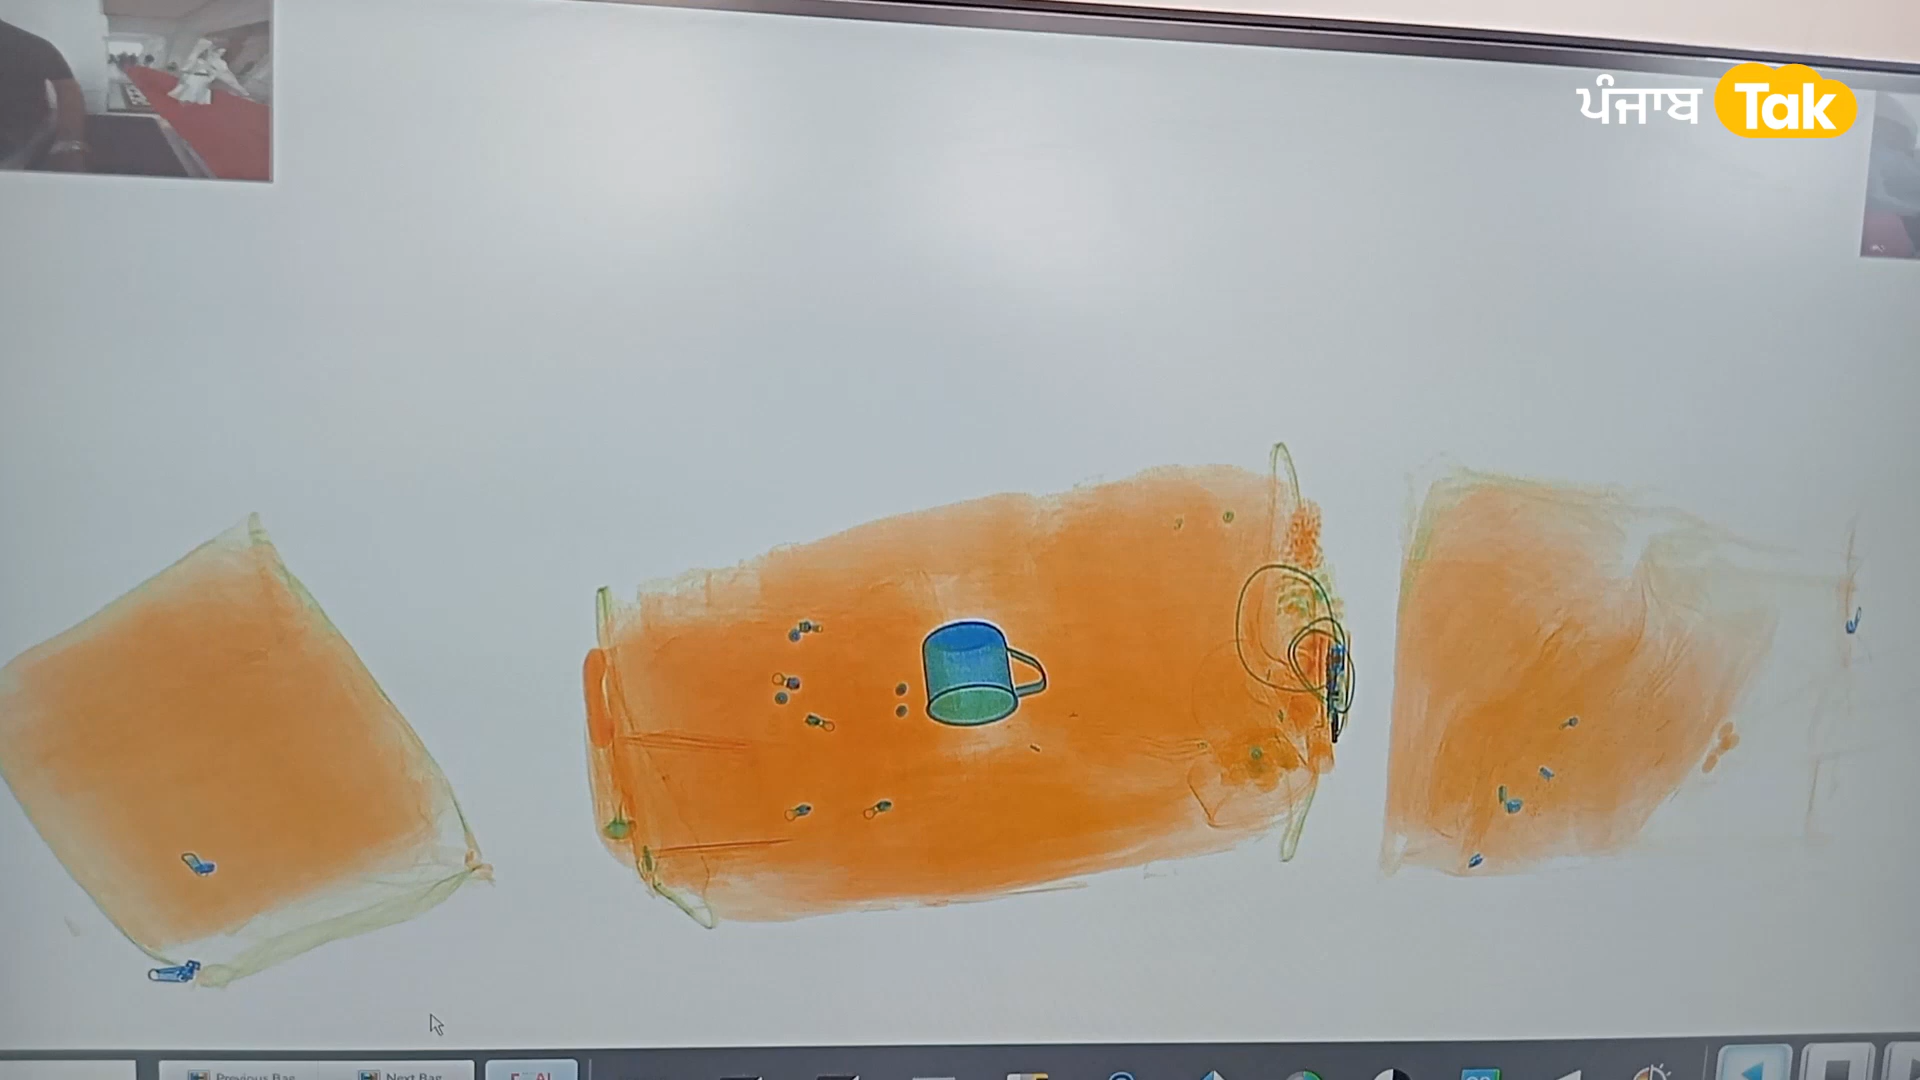 ਪੰਜਾਬ Tak
Previous Bag
Next Bag